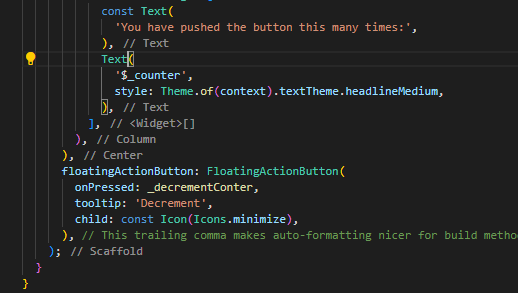 const Text(
'You have pushed the button this many times:',
), // Text
Text(
'$_counter',
style: Theme.of(context).textTheme.headlineMedium,
), // Text
], // <Widget>[]
), // Column
), // Center
floatingActionButton: FloatingActionButton(
onPressed: _decrementConter,
tooltip: 'Decrement',
child: const Icon(Icons.minimize),
), // This trailing comma makes auto-formatting nicer for build metho
); // Scaffold
}
}